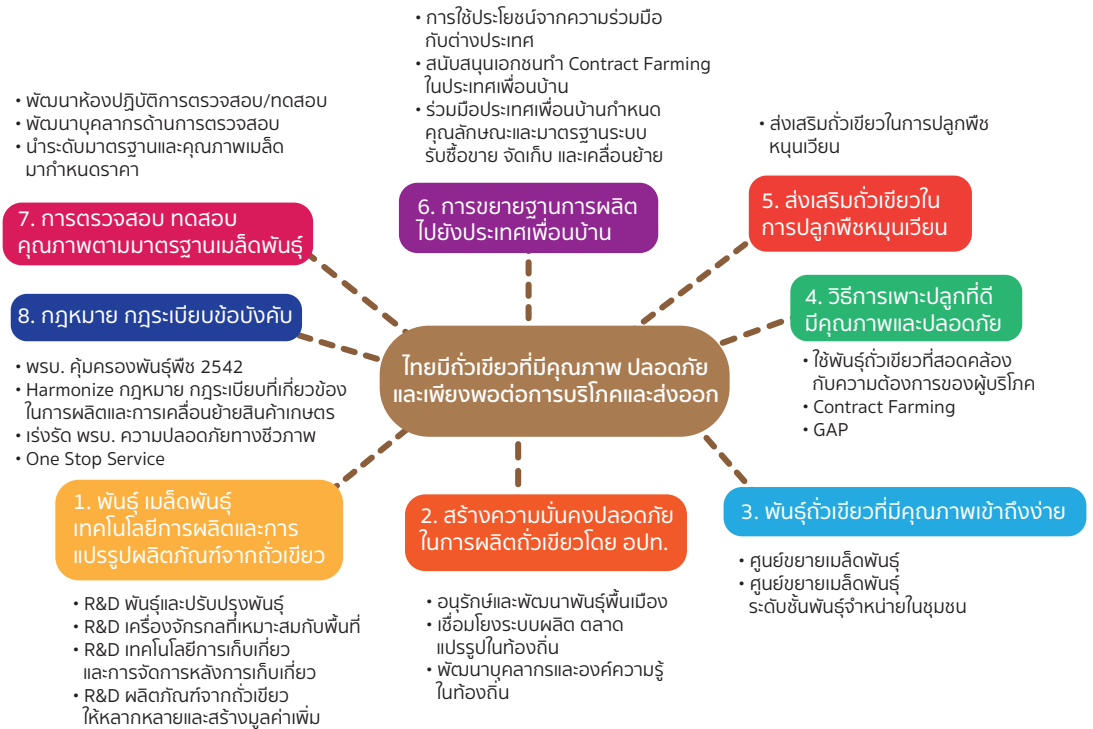 • การใช้ประโยชน์จากความร่วมมือ
กับต่างประเทศ
• สนับสนุนเอกชนทำ Contract Farming
ในประเทศเพื่อนบ้าน
• ร่วมมือประเทศเพื่อนบ้านกำหนด
คุณลักษณะและมาตรฐานระบบ
รับซื้อขาย จัดเก็บ และเคลื่อนย้าย
6. การขยายฐานการผลิต
ไปยังประเทศเพื่อนบ้าน
• พัฒนาห้องปฏิบัติการตรวจสอบ/ทดสอบ
• พัฒนาบุคลากรด้านการตรวจสอบ
• นำระดับมาตรฐานและคุณภาพเมล็ด
มากำหนดราคา
7. การตรวจสอบ ทดสอบ
คุณภาพตามมาตรฐานเมล็ดพันธุ์
• ส่งเสริมถั่วเขียวในการปลูกพืช
หนุนเวียน
5. ส่งเสริมถั่วเขียวใน
การปลูกพืชหมุนเวียน
8. กฎหมาย กฎระเบียบข้อบังคับ
• พรบ. คุ้มครองพันธุ์พืช 2542
• Harmonize กฎหมาย กฎระเบียบที่เกี่ยวข้อง
ในการผลิตและการเคลื่อนย้ายสินค้าเกษตร
• เร่งรัด พรบ. ความปลอดภัยทางชีวภาพ
• One Stop Service
ไทยมีถั่วเขียวที่มีคุณภาพ ปลอดภัย
และเพียงพอต่อการบริโภคและส่งออก
4. วิธีการเพาะปลูกที่ดี
มีคุณภาพและปลอดภัย
• ใช้พันธุ์ถั่วเขียวที่สอดคล้อง
กับความต้องการของผู้บริโภค
• Contract Farming
• GAP
1. พันธุ์ เมล็ดพันธุ์
เทคโนโลยีการผลิตและการ
แปรรูปผลิตภัณฑ์จากถั่วเขียว
• R&D พันธุ์และปรับปรุงพันธุ์
• R&D เครื่องจักรกลที่เหมาะสมกับพื้นที่
• R&D เทคโนโลยีการเก็บเกี่ยว
และการจัดการหลังการเก็บเกี่ยว
• R&D ผลิตภัณฑ์จากถั่วเขียว
ให้หลากหลายและสร้างมูลค่าเพิ่ม
2. สร้างความมั่นคงปลอดภัย
ในการผลิตถั่วเขียวโดย อปท.
• อนุรักษ์และพัฒนาพันธุ์พื้นเมือง
• เชื่อมโยงระบบผลิต ตลาด
แปรรูปในท้องถิ่น
• พัฒนาบุคลากรและองค์ความรู้
ในท้องถิ่น
3. พันธุ์ถั่วเขียวที่มีคุณภาพเข้าถึงง่าย
• ศูนย์ขยายเมล็ดพันธุ์
• ศูนย์ขยายเมล็ดพันธุ์
ระดับชั้นพันธุ์จำหน่ายในชุมชน